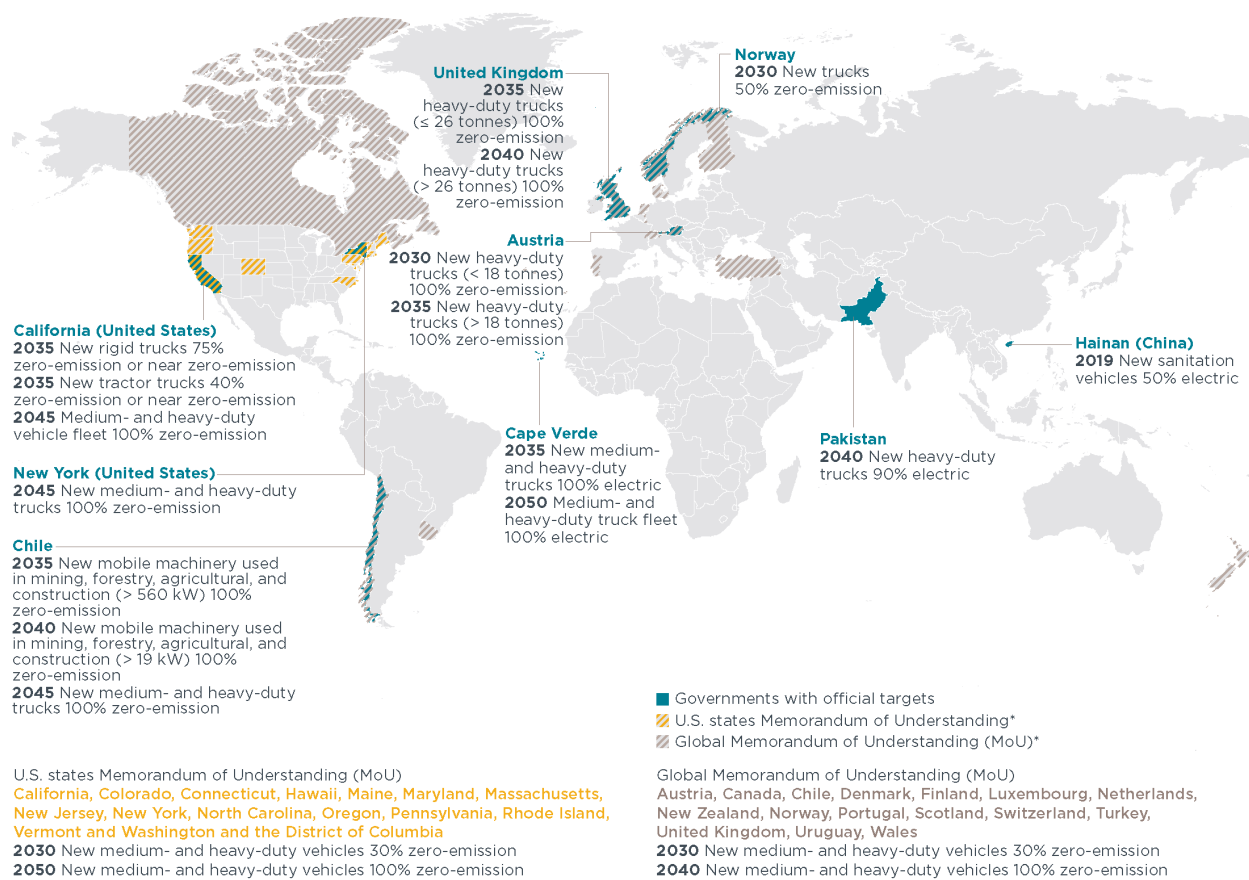 Norway
2030 New trucks
50% zero-emission
United Kingdom
2035 New
heavy-duty trucks
(≤ 26 tonnes) 100%
zero-emission
2040 New
heavy-duty trucks
(> 26 tonnes) 100%
zero-emission
Austria
2030 New heavy-duty
trucks (< 18 tonnes)
100% zero-emission
2035 New heavy-duty
trucks (> 18 tonnes)
100% zero-emission
California (United States)
2035 New rigid trucks 75%
zero-emission or near zero-emission
2035 New tractor trucks 40%
zero-emission or near zero-emission
2045 Medium- and heavy-duty
vehicle fleet 100% zero-emission
Hainan (China)
2019 New sanitation
vehicles 50% electric
Cape Verde
2035 New medium-
and heavy-duty
trucks 100% electric
2050 Medium- and
heavy-duty truck fleet
100% electric
Pakistan
2040 New heavy-duty
trucks 90% electric
New York (United States)
2045 New medium- and heavy-duty
trucks 100% zero-emission
Chile
2035 New mobile machinery used
in mining, forestry, agricultural, and
construction (> 560 kW) 100%
zero-emission
2040 New mobile machinery used
in mining, forestry, agricultural, and
construction (> 19 kW) 100%
zero-emission
2045 New medium- and heavy-duty
trucks 100% zero-emission
Governments with official targets
U.S. states Memorandum of Understanding*
Global Memorandum of Understanding (MoU)*
U.S. states Memorandum of Understanding (MoU)
California, Colorado, Connecticut, Hawaii, Maine, Maryland, Massachusetts,
New Jersey, New York, North Carolina, Oregon, Pennsylvania, Rhode Island,
Vermont and Washington and the District of Columbia
2030 New medium- and heavy-duty vehicles 30% zero-emission
2050 New medium- and heavy-duty vehicles 100% zero-emission
Global Memorandum of Understanding (MoU)
Austria, Canada, Chile, Denmark, Finland, Luxembourg, Netherlands,
New Zealand, Norway, Portugal, Scotland, Switzerland, Turkey,
United Kingdom, Uruguay, Wales
2030 New medium- and heavy-duty vehicles 30% zero-emission
2040 New medium- and heavy-duty vehicles 100% zero-emission